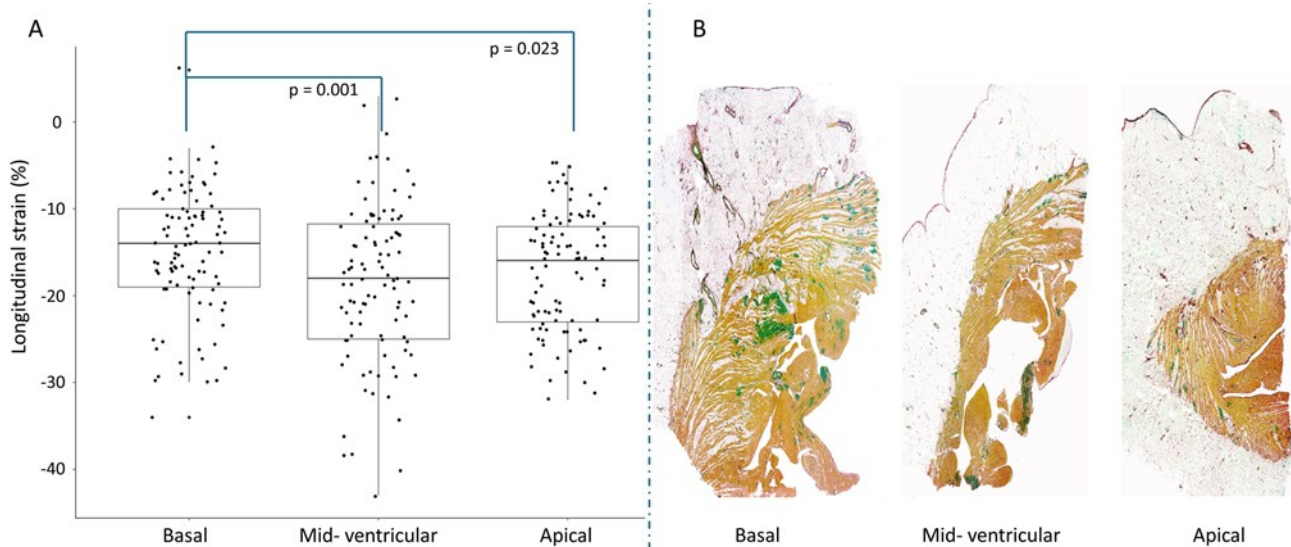 A
B
p = 0.023
p = 0.001
0
-10
-20
-30
-40
Longitudinal strain (%)
Basal
Mid- ventricular
Apical
Basal
Mid- ventricular
Apical